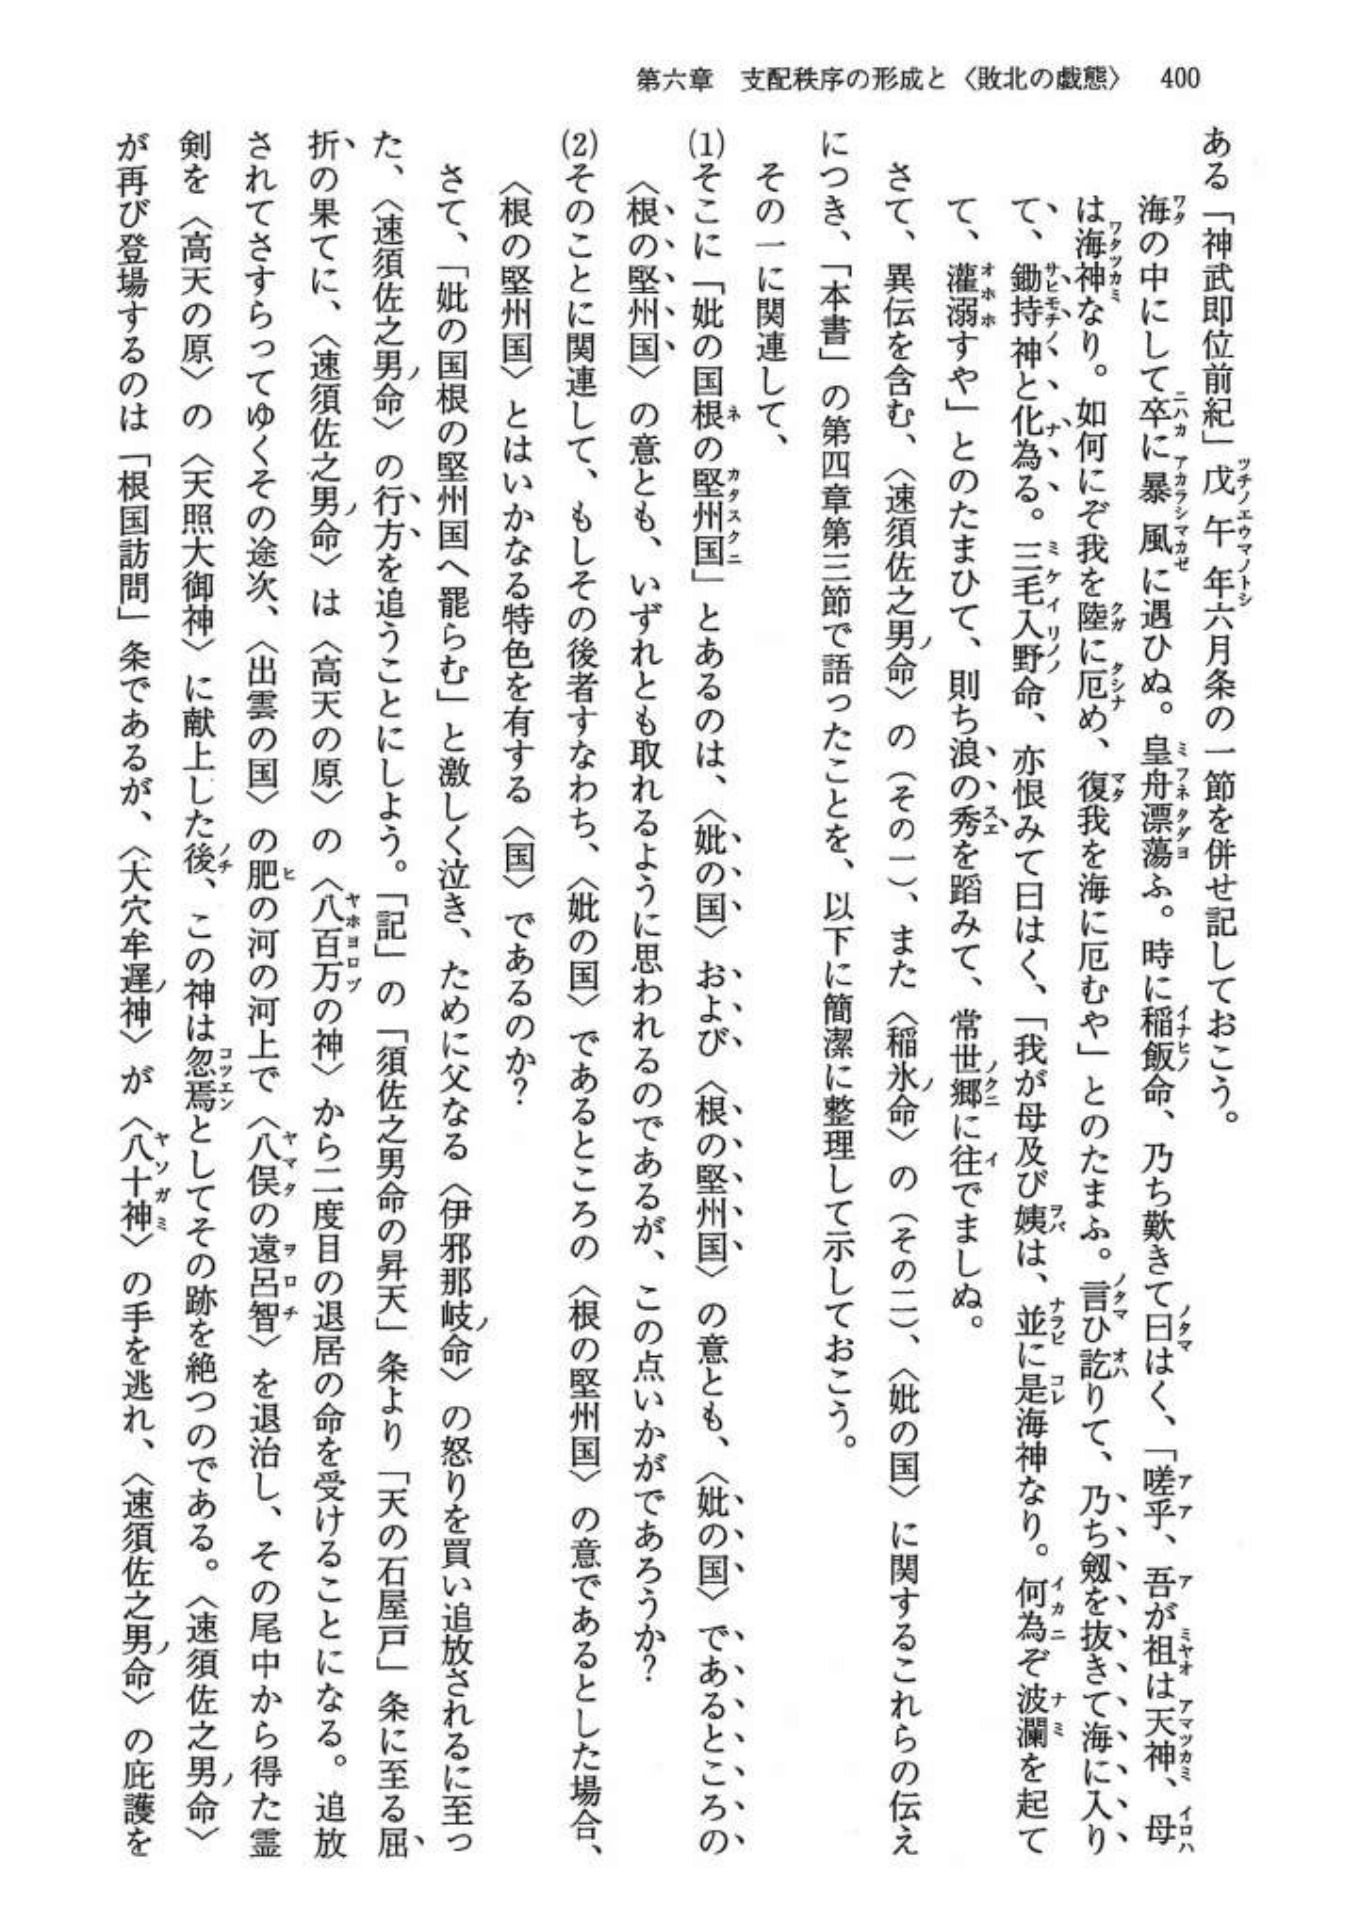 第六章　支配秩序の形成と〈敗北の戯態〉　400
ある「神武即位前紀」戊午年六月条の一節を併せ記しておこう。
海の中にして卒に暴風に遇ひぬ。皇舟漂蕩ふ。時に稲飯命、乃ち歎きて曰はく、「嗟乎、吾が祖は天神、母
は海神なり。如何にぞ我を陸に厄め、復我を海に厄むや」とのたまふ。言ひ訖りて、乃ち剱を抜きて海に入り
て、鋤持神と化為る。三毛入野命、亦恨みて曰はく、「我が母及び姨は、並に是海神なり。何為ぞ波瀾を起て
て、灌溺すや」とのたまひて、則ち浪の秀を蹈みて、常世郷に往でましぬ。
さて、異伝を含む、〈速須佐之男命〉の（その一）、また〈稲氷命〉の（その二）、〈妣の国〉に関するこれらの伝え
につき、「本書」の第四章第三節で語ったことを、以下に簡潔に整理して示しておこう。
その一に関連して、
(1)そこに「妣の国根の堅州国」とあるのは、〈妣の国〉および〈根の堅州国〉の意とも、〈妣の国〉であるところの
〈根の堅州国〉の意とも、いずれとも取れるように思われるのであるが、この点いかがであろうか？
(2)そのことに関連して、もしその後者すなわち、〈妣の国〉であるところの〈根の堅州国〉の意であるとした場合、
〈根の堅州国〉とはいかなる特色を有する〈国〉であるのか？
さて、「妣の国根の堅州国へ罷らむ」と激しく泣き、ために父なる〈伊邪那岐命〉の怒りを買い追放されるに至っ
た、〈速須佐之男命〉の行方を追うことにしよう。「記」の「須佐之男命の昇天」条より「天の石屋戸」条に至る屈
折の果てに、〈速須佐之男命〉は〈高天の原〉の〈八百万の神〉から二度目の退居の命を受けることになる。追放
されてさすらってゆくその途次、〈出雲の国〉の肥の河の河上で〈八俣の遠呂智〉を退治し、その尾中から得た霊
剣を〈高天の原〉の〈天照大御神〉に献上した後、この神は忽焉としてその跡を絶つのである。〈速須佐之男命〉
が再び登場するのは「根国訪問」条であるが、〈大穴牟遅神〉が〈八十神〉の手を逃れ、〈速須佐之男命〉の庇護を